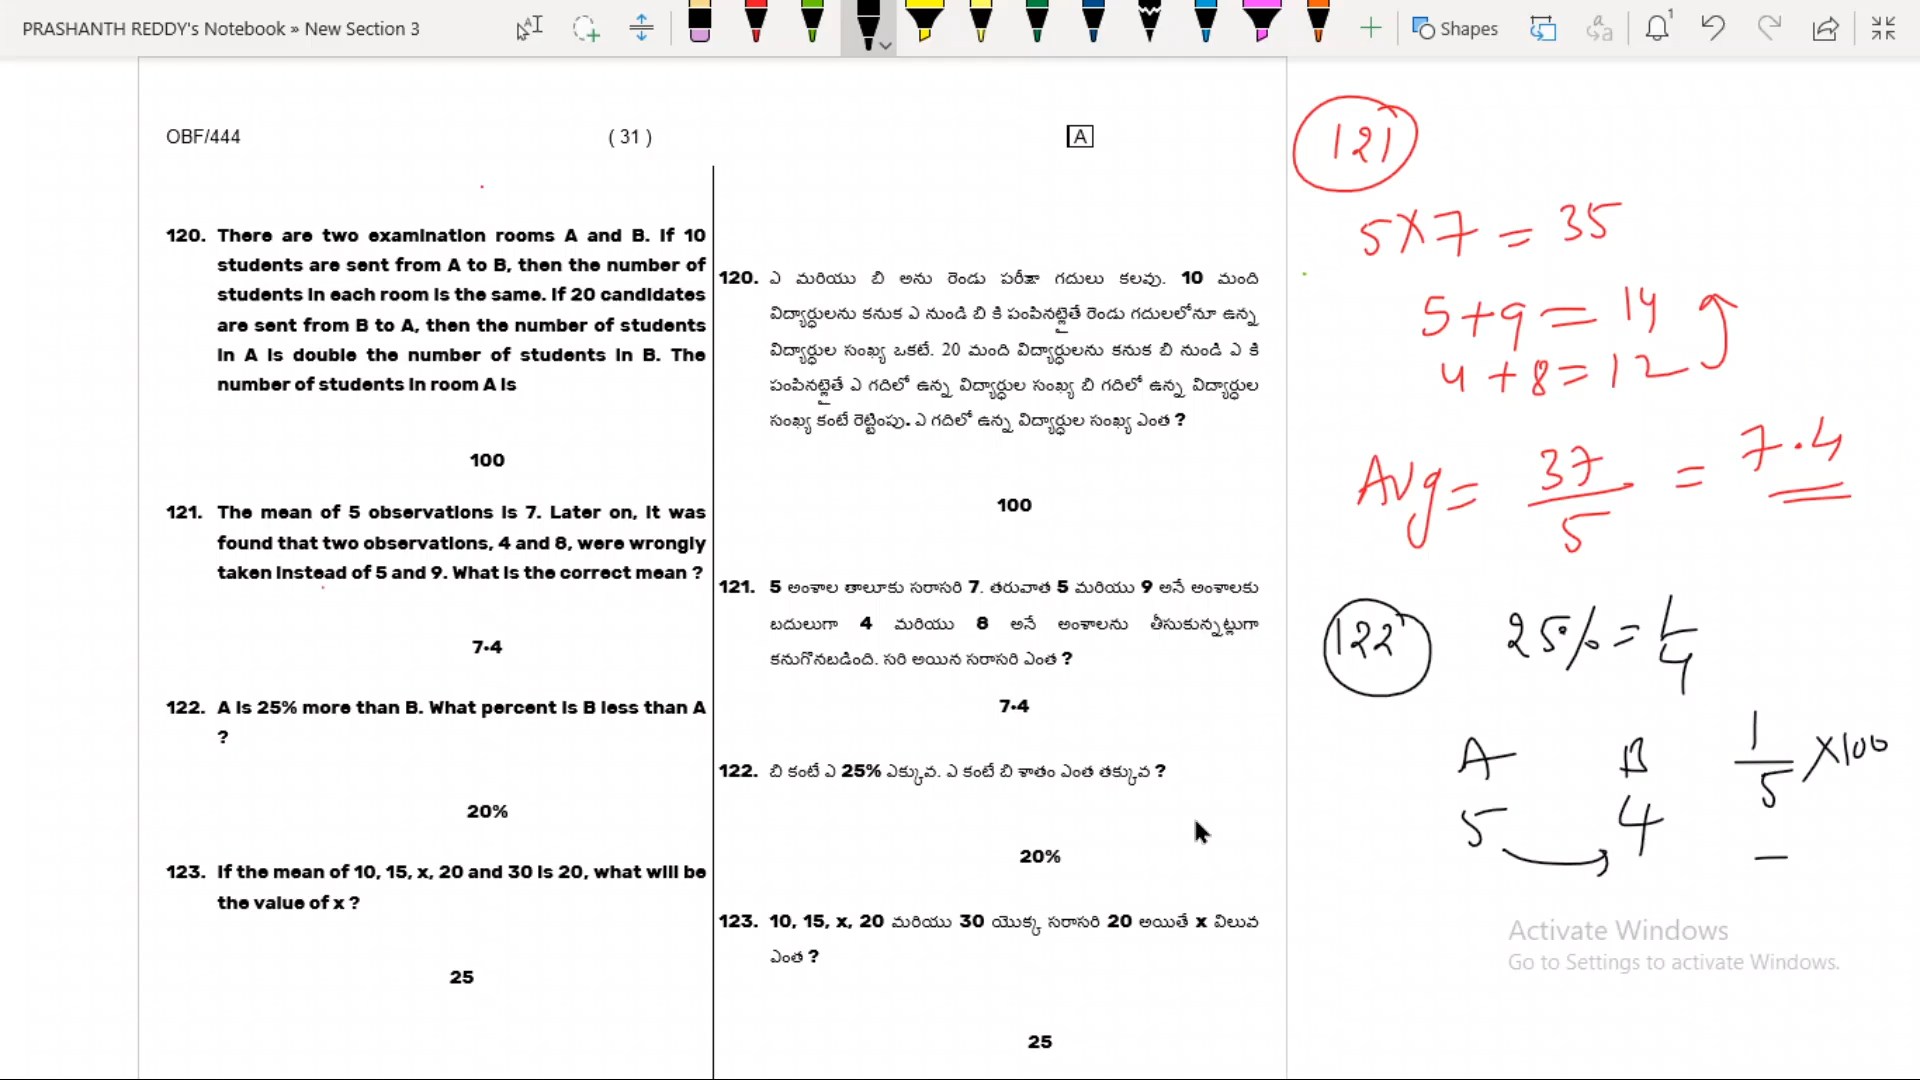 PRASHANTH REDDY's Notebook » New Section 3
Shapes
OBF/444
( 31 )
A
120. There are two examination rooms A and B. If 10
students are sent from A to B, then the number of
students in each room is the same. If 20 candidates
are sent from B to A, then the number of students
in A is double the number of students in B. The
number of students in room A is
100
121. The mean of 5 observations is 7. Later on, it was
found that two observations, 4 and 8, were wrongly
taken instead of 5 and 9. What is the correct mean ?
7·4
122. A is 25% more than B. What percent is B less than A
?
20%
123. If the mean of 10, 15, x, 20 and 30 is 20, what will be
the value of x ?
25
120. ఎ మరియు బి అను రెండు పరీక్షా గదులు కలవు. 10 మంది
విద్యార్థులను కనుక ఎ నుండి బి కి పంపినట్లైతే రెండు గదులలోనూ ఉన్న
విద్యార్థుల సంఖ్య ఒకటే. 20 మంది విద్యార్థులను కనుక బి నుండి ఎ కి
పంపినట్లైతే ఎ గదిలో ఉన్న విద్యార్థుల సంఖ్య బి గదిలో ఉన్న విద్యార్థుల
సంఖ్య కంటే రెట్టింపు. ఎ గదిలో ఉన్న విద్యార్థుల సంఖ్య ఎంత ?
100
121. 5 అంశాల తాలూకు సరాసరి 7. తరువాత 5 మరియు 9 అనే అంశాలకు
బదులుగా 4 మరియు 8 అనే అంశాలను తీసుకున్నట్లుగా
కనుగొనబడింది. సరి అయిన సరాసరి ఎంత ?
7·4
122. బి కంటే ఎ 25% ఎక్కువ. ఎ కంటే బి శాతం ఎంత తక్కువ ?
20%
123. 10, 15, x, 20 మరియు 30 యొక్క సరాసరి 20 అయితే x విలువ
ఎంత ?
25
121
5×7 = 35
5+9 = 14
4+8=12
Avg = 37/5 = 7.4
122
25% = 1/4
A B 1/5 ×100
5 4
Activate Windows
Go to Settings to activate Windows.